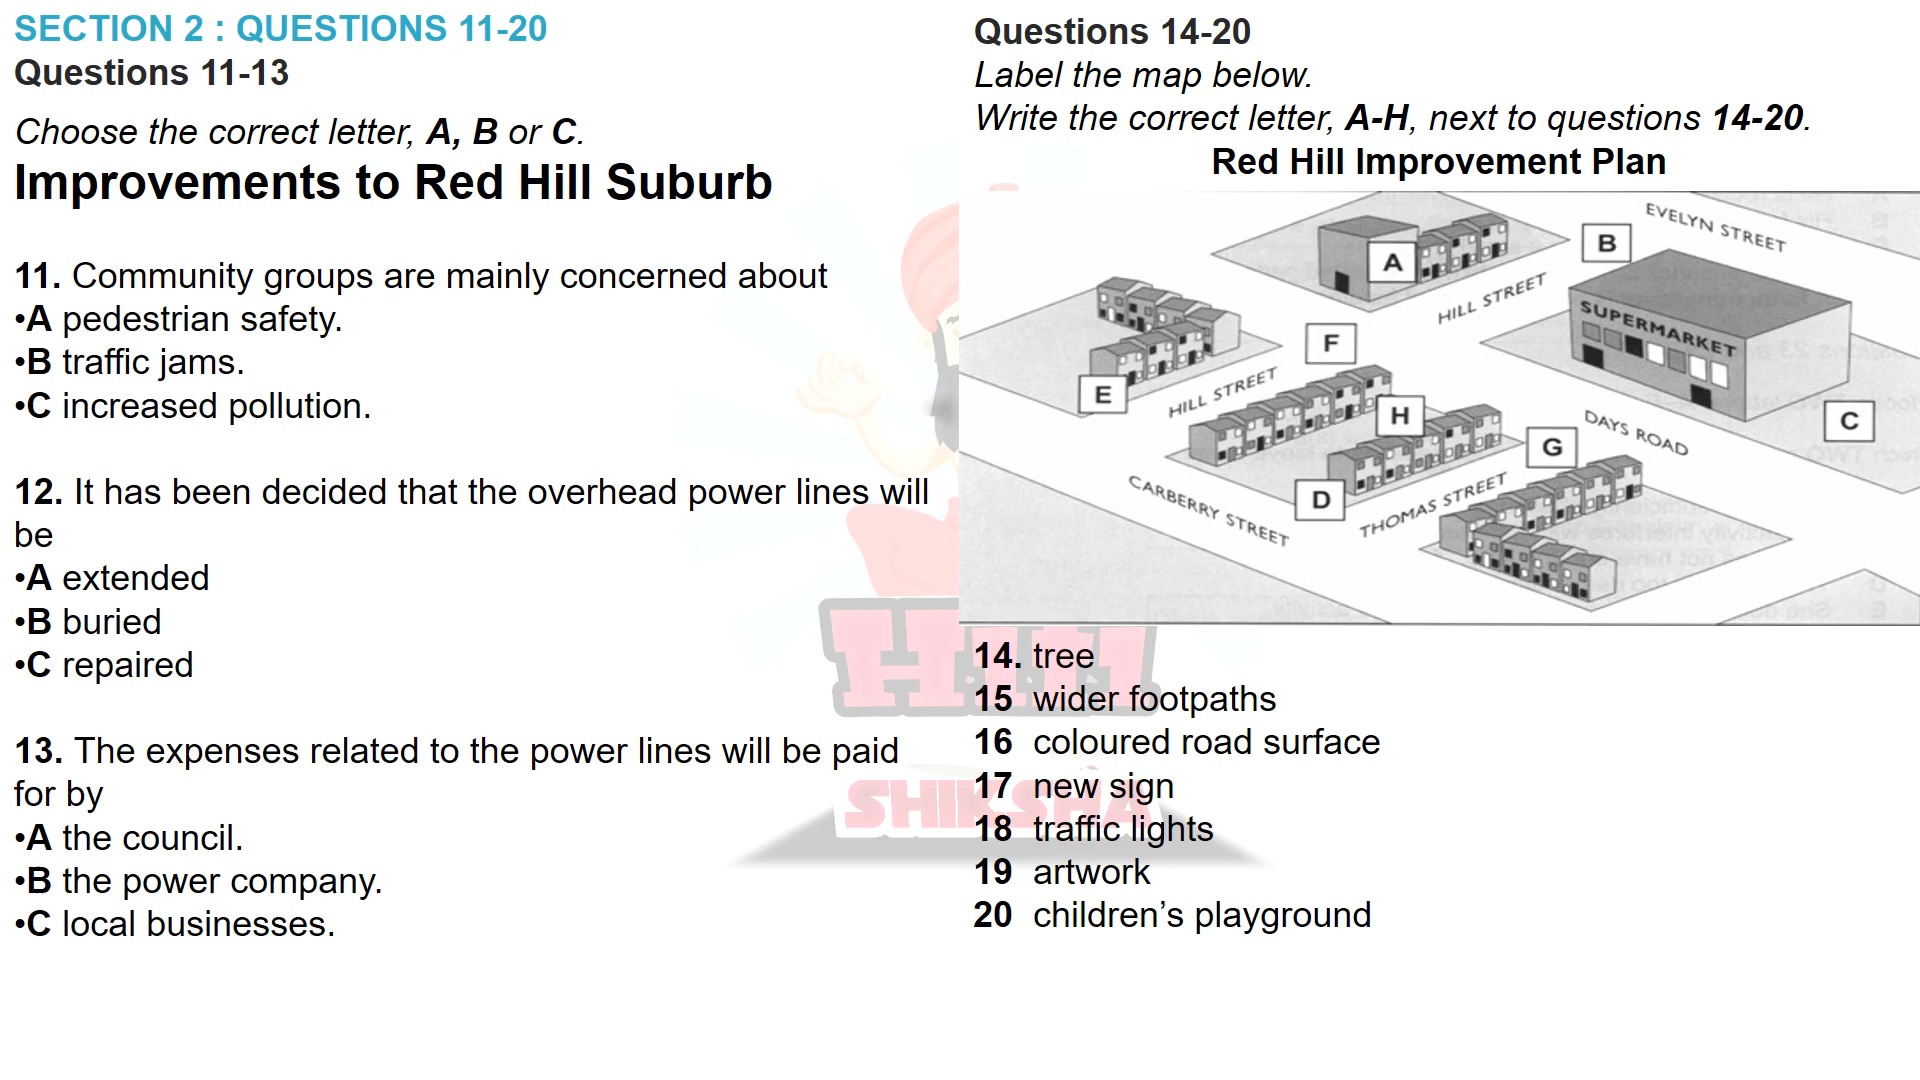 SECTION 2 : QUESTIONS 11-20
Questions 11-13
Choose the correct letter, A, B or C.
Improvements to Red Hill Suburb
11. Community groups are mainly concerned about
•A pedestrian safety.
•B traffic jams.
•C increased pollution.
12. It has been decided that the overhead power lines will
be
•A extended
•B buried
•C repaired
13. The expenses related to the power lines will be paid
for by
•A the council.
•B the power company.
•C local businesses.
Questions 14-20
Label the map below.
Write the correct letter, A-H, next to questions 14-20.
Red Hill Improvement Plan
EVELYN STREET
B
A
HILL STREET
SUPERMARKET
F
E
HILL STREET
H
C
DAYS ROAD
G
D
CARBERRY STREET
THOMAS STREET
14. tree
15 wider footpaths
16 coloured road surface
17 new sign
18 traffic lights
19 artwork
20 children's playground
SHIKSHA